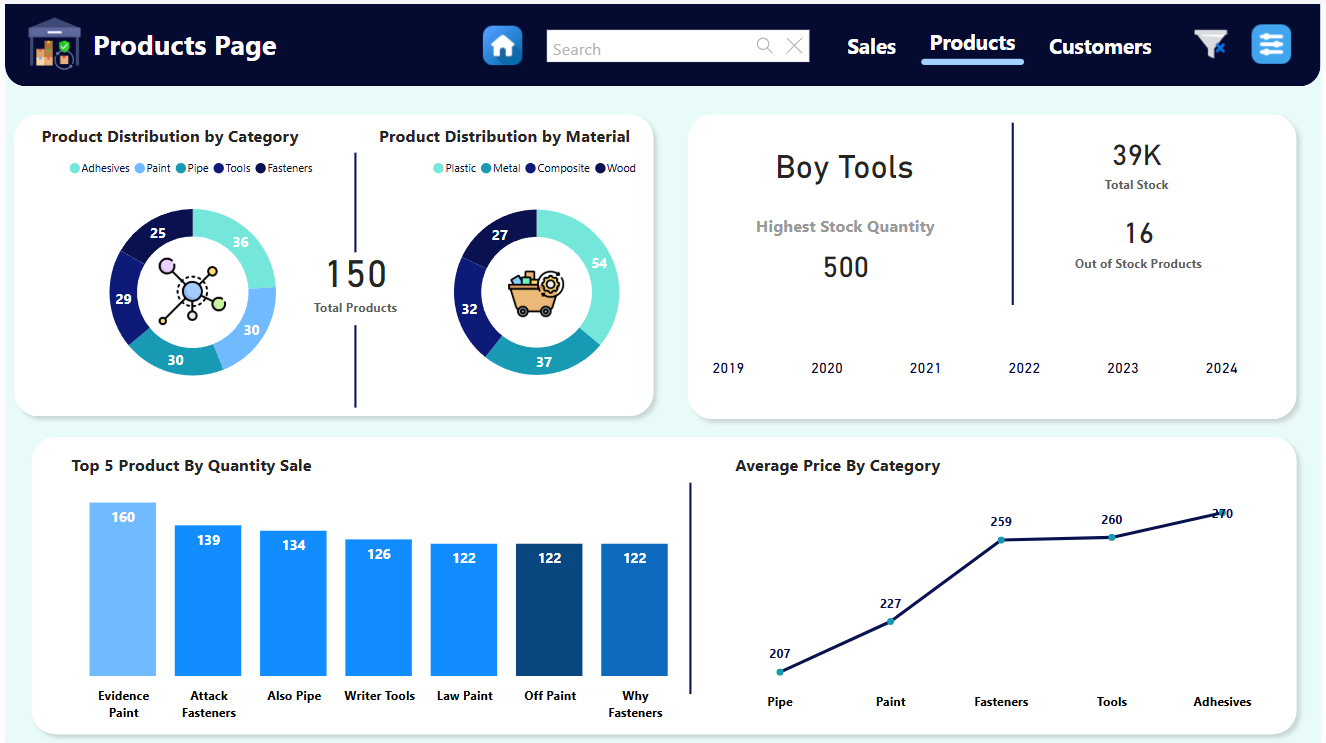 Products Page
Search
Sales
Products
Customers
Product Distribution by Category
Adhesives Paint Pipe Tools Fasteners
36
30
30
29
25
150
Total Products
Product Distribution by Material
Plastic Metal Composite Wood
54
37
32
27
Boy Tools
Highest Stock Quantity
500
39K
Total Stock
16
Out of Stock Products
2019 2020 2021 2022 2023 2024
Top 5 Product By Quantity Sale
160 139 134 126 122 122 122
Evidence
Paint
Attack
Fasteners
Also Pipe
Writer Tools
Law Paint
Off Paint
Why
Fasteners
Average Price By Category
207 227 259 260 270
Pipe Paint Fasteners Tools Adhesives